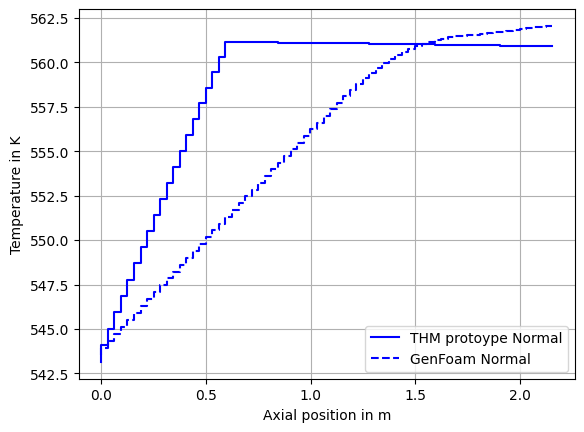 562.5
560.0
557.5
555.0
552.5
550.0
547.5
545.0
542.5
Temperature in K
THM protoype Normal
GenFoam Normal
0.0 0.5 1.0 1.5 2.0
Axial position in m